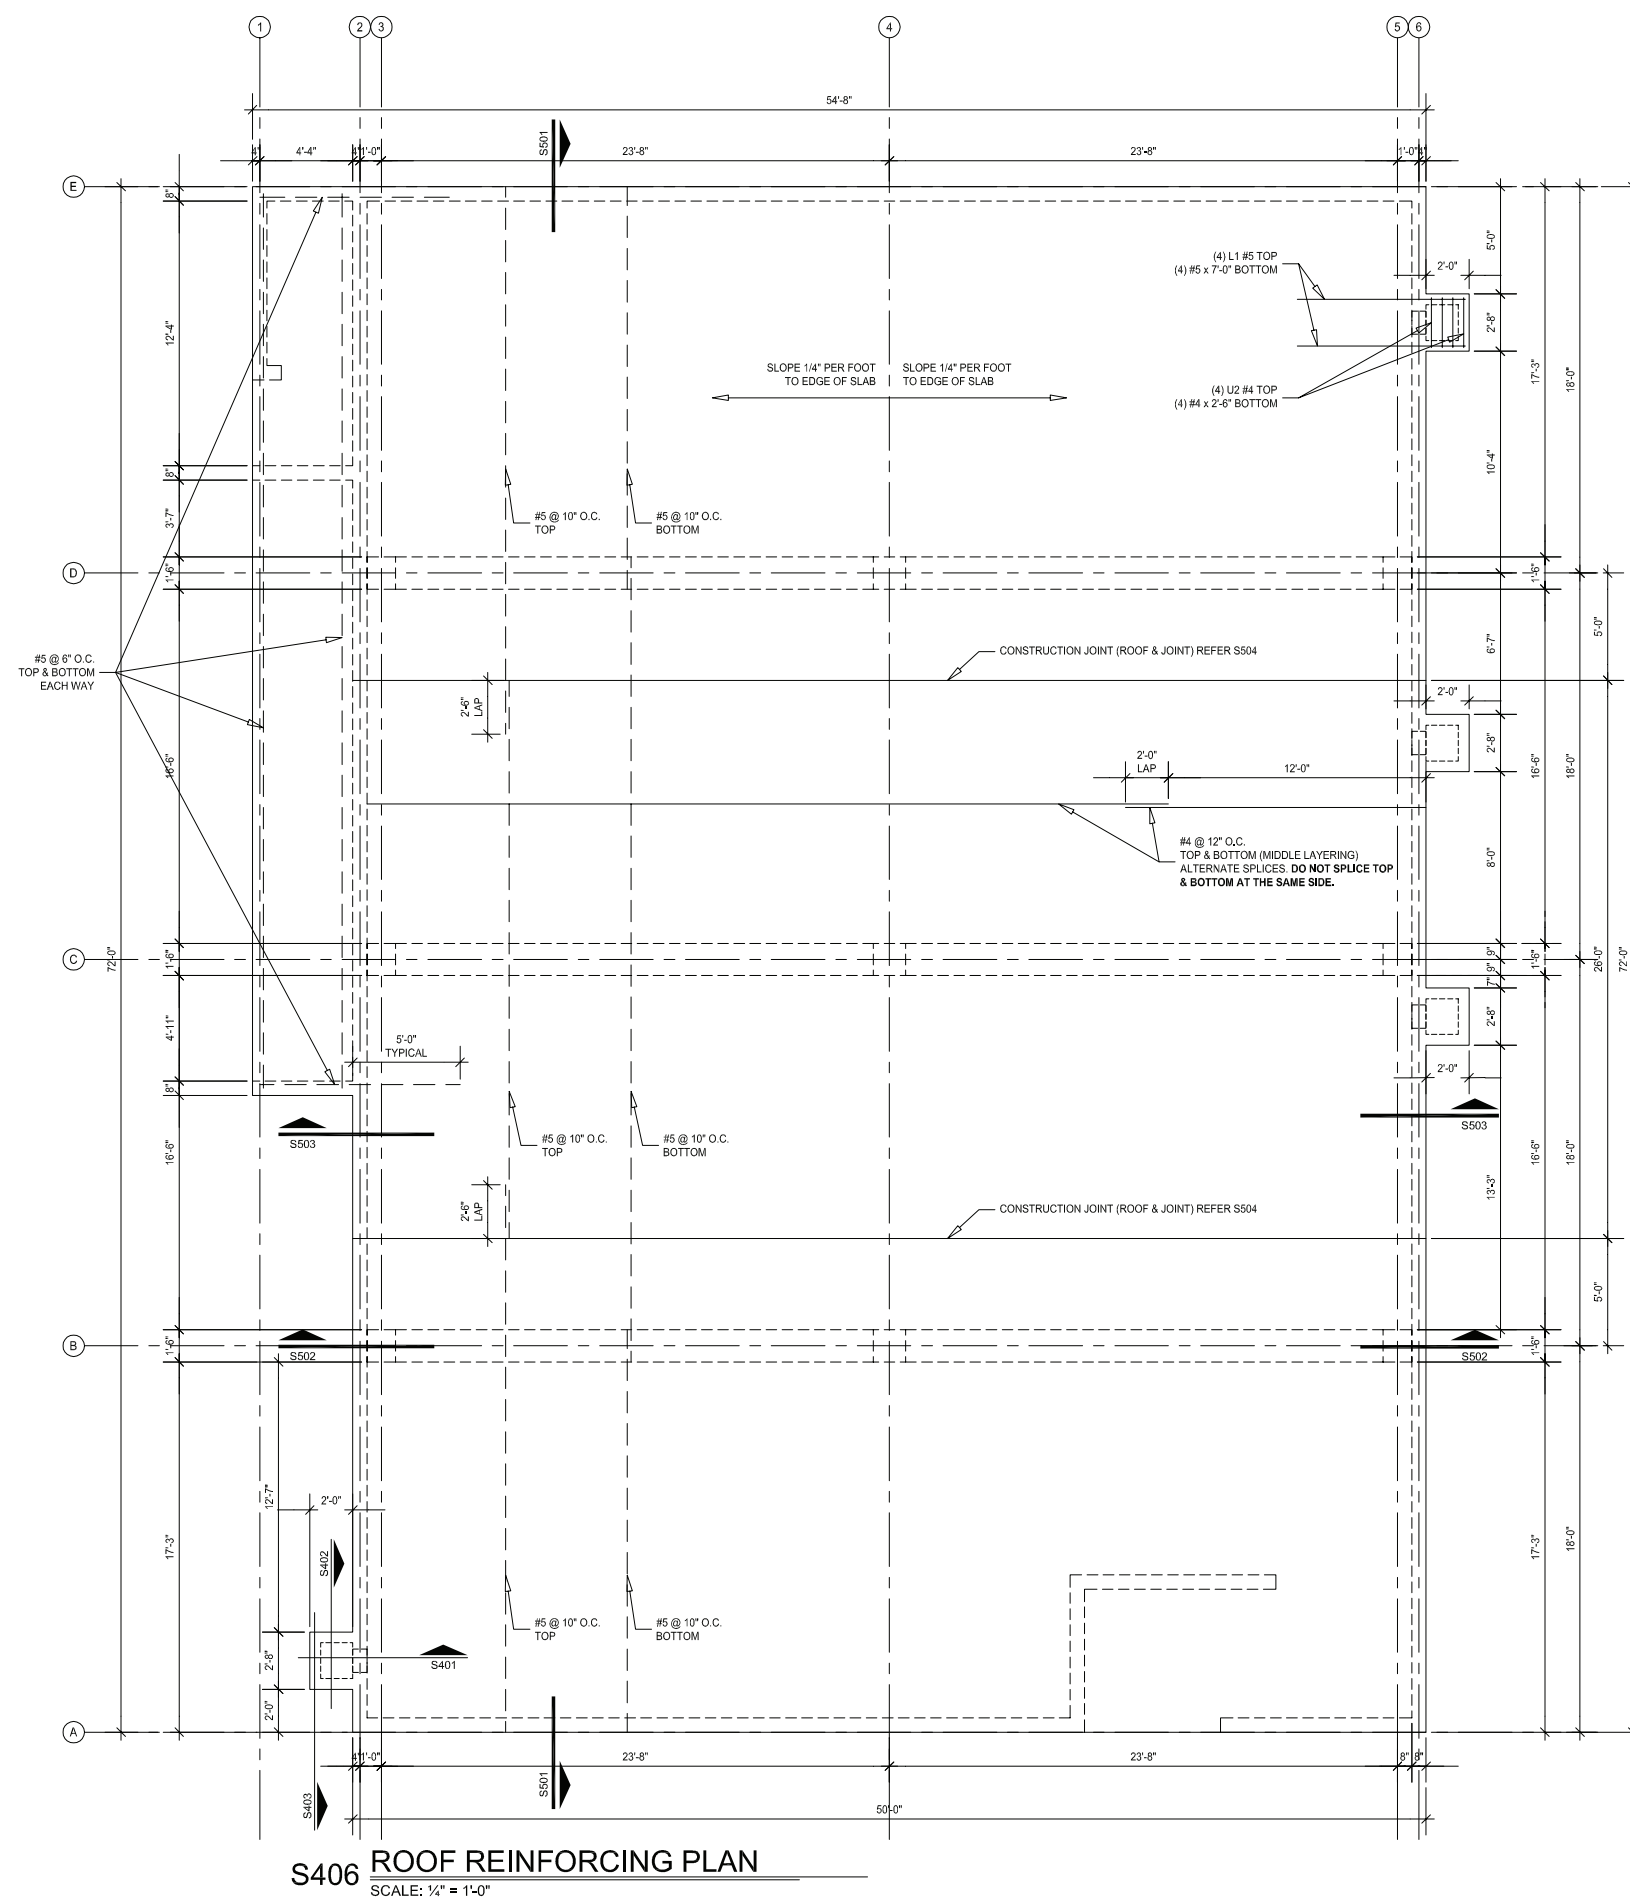 1
2
3
4
5
6
54'-8"
S501
4"
4'-4"
4"
1'-0"
23'-8"
23'-8"
1'-0"
4"
E
8"
12'-4"
8"
3'-7"
1'-6"
16'-6"
1'-6"
4'-11"
8"
16'-6"
1'-6"
17'-3"
72'-0"
(4) L1 #5 TOP
(4) #5 x 7'-0" BOTTOM
2'-0"
5'-0"
2'-8"
17'-3"
18'-0"
SLOPE 1/4" PER FOOT
TO EDGE OF SLAB
SLOPE 1/4" PER FOOT
TO EDGE OF SLAB
(4) U2 #4 TOP
(4) #4 x 2'-6" BOTTOM
10'-4"
#5 @ 10" O.C.
TOP
#5 @ 10" O.C.
BOTTOM
D
1'-6"
5'-0"
6'-7"
#5 @ 6" O.C.
TOP & BOTTOM
EACH WAY
CONSTRUCTION JOINT (ROOF & JOINT) REFER S504
2'-6"
LAP
2'-0"
2'-8"
16'-6"
18'-0"
2'-0"
LAP
12'-0"
#4 @ 12" O.C.
TOP & BOTTOM (MIDDLE LAYERING)
ALTERNATE SPLICES. DO NOT SPLICE TOP
& BOTTOM AT THE SAME SIDE.
8'-0"
C
9"
9"
7"
1'-6"
26'-0"
72'-0"
2'-8"
2'-0"
5'-0"
TYPICAL
S503
S503
#5 @ 10" O.C.
TOP
#5 @ 10" O.C.
BOTTOM
16'-6"
18'-0"
13'-3"
2'-6"
LAP
CONSTRUCTION JOINT (ROOF & JOINT) REFER S504
5'-0"
B
S502
S502
1'-6"
12'-7"
2'-0"
S402
17'-3"
18'-0"
#5 @ 10" O.C.
TOP
#5 @ 10" O.C.
BOTTOM
2'-8"
S401
2'-0"
A
4"
1'-0"
23'-8"
23'-8"
8"
8"
S403
S501
50'-0"
S406 ROOF REINFORCING PLAN
SCALE: ¼" = 1'-0"